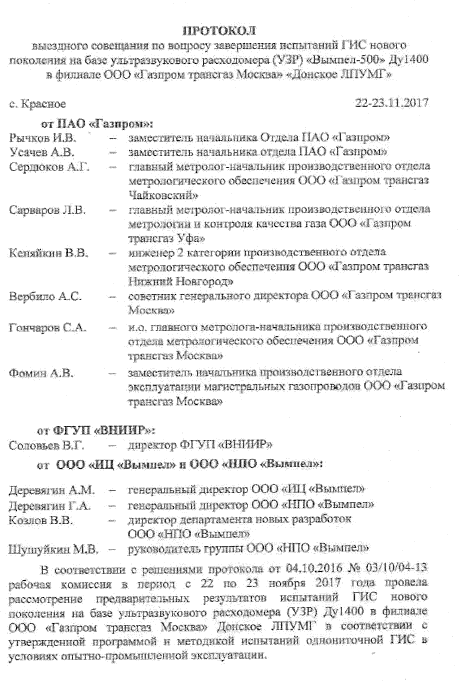 ПРОТОКОЛ
выездного совещания по вопросу завершения испытаний ГИС нового
поколения на базе ультразвукового расходомера (УЗР) «Вымпел-500» Ду1400
в филиале ООО «Газпром трансгаз Москва» «Донское ЛПУМГ»
с. Красное 22-23.11.2017
от ПАО «Газпром»:
Рычков И.В. – заместитель начальника Отдела ПАО «Газпром»
Усачев А.В. – заместитель начальника отдела ПАО «Газпром»
Сердюков А.Г. – главный метролог-начальник производственного отдела
метрологического обеспечения ООО «Газпром трансгаз
Чайковский»
Сарваров Л.В. – главный метролог-начальник производственного отдела
метрологии и контроля качества газа ООО «Газпром
трансгаз Уфа»
Кеняйкин В.В. – инженер 2 категории производственного отдела
метрологического обеспечения ООО «Газпром трансгаз
Нижний Новгород»
Вербило А.С. – советник генерального директора ООО «Газпром трансгаз
Москва»
Гончаров С.А. – и.о. главного метролога-начальника производственного
отдела метрологического обеспечения ООО «Газпром
трансгаз Москва»
Фомин А.В. – заместитель начальника производственного отдела
эксплуатации магистральных газопроводов ООО «Газпром
трансгаз Москва»
от ФГУП «ВНИИР»:
Соловьев В.Г. – директор ФГУП «ВНИИР»
от ООО «ИЦ «Вымпел» и ООО «НПО «Вымпел»:
Деревягин А.М. – генеральный директор ООО «ИЦ «Вымпел»
Деревягин Г.А. – генеральный директор ООО «НПО «Вымпел»
Козлов В.В. – директор департамента новых разработок
ООО «НПО «Вымпел»
Шушуйкин М.В. – руководитель группы ООО «НПО «Вымпел»
В соответствии с решениями протокола от 04.10.2016 № 03/10/04-13
рабочая комиссия в период с 22 по 23 ноября 2017 года провела
рассмотрение предварительных результатов испытаний ГИС нового
поколения на базе ультразвукового расходомера (УЗР) Ду1400 в филиале
ООО «Газпром трансгаз Москва» Донское ЛПУМГ в соответствии с
утвержденной программой и методикой испытаний однониточной ГИС в
условиях опытно-промышленной эксплуатации.